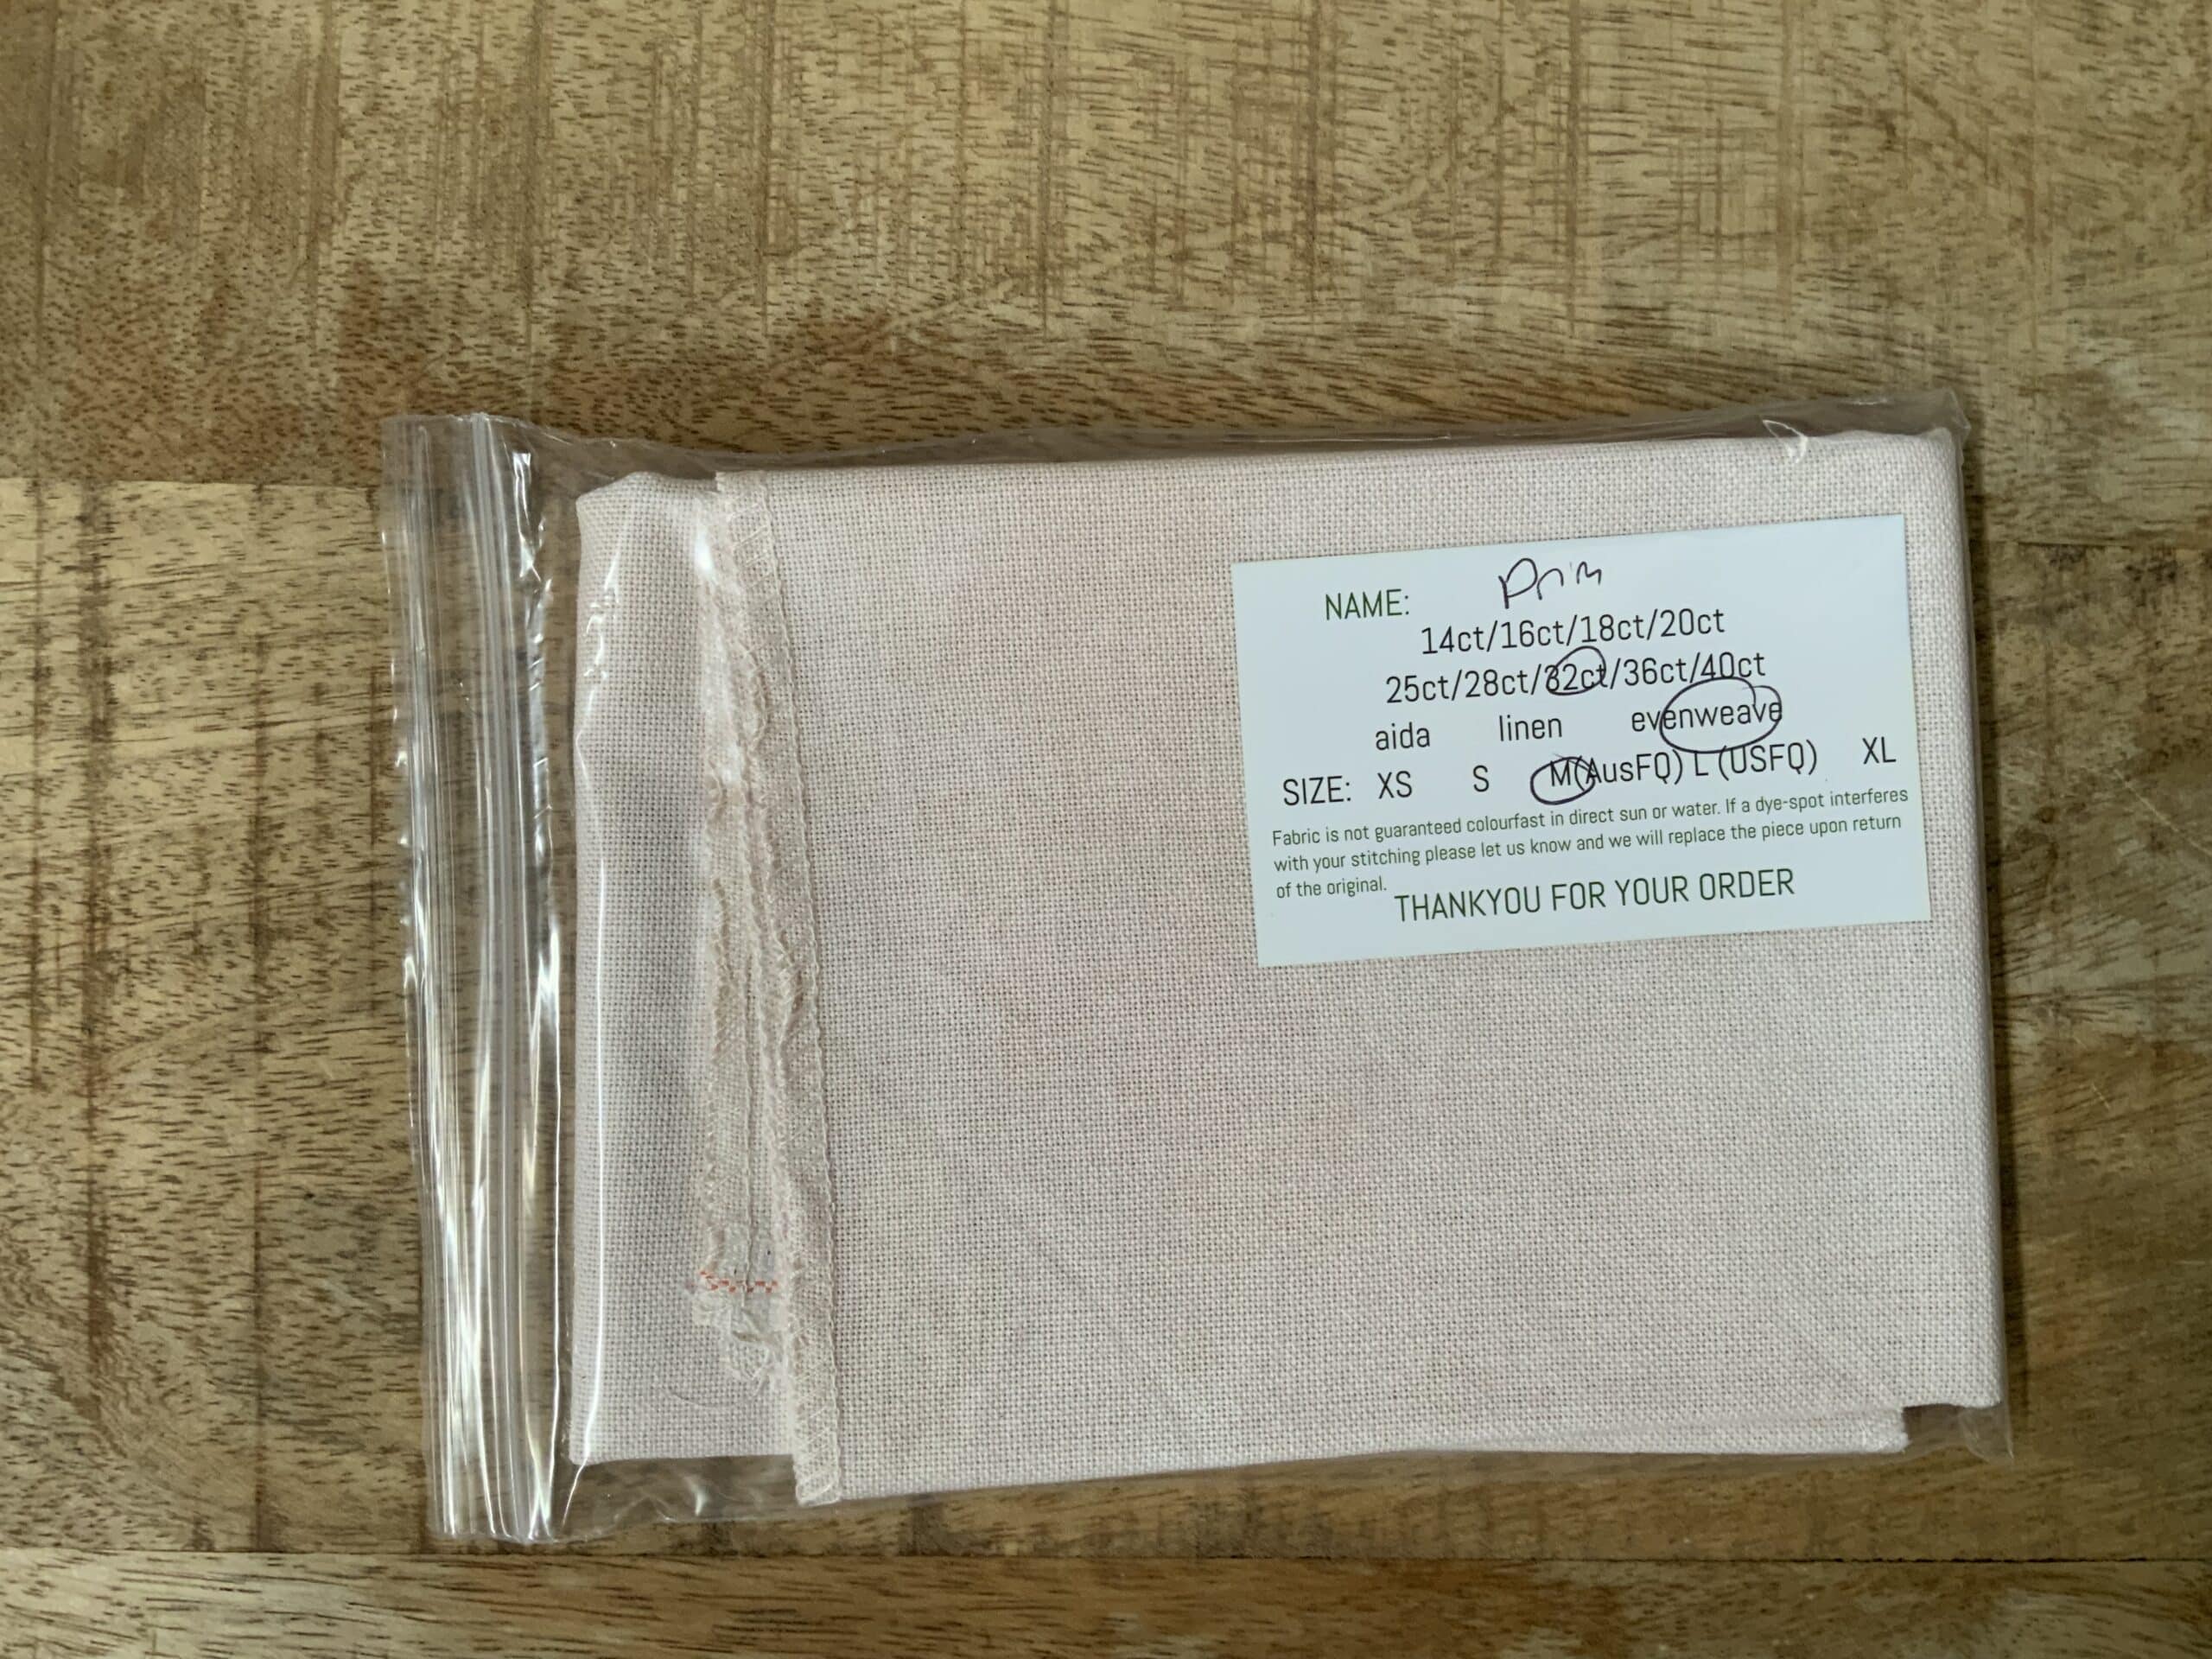 NAME: Prim
14ct/16ct/18ct/20ct
25ct/28ct/32ct/36ct/40ct
aida linen evenweave
SIZE: XS S M(AusFQ) L (USFQ) XL
Fabric is not guaranteed colourfast in direct sun or water. If a dye-spot interferes
with your stitching please let us know and we will replace the piece upon return
of the original.
THANKYOU FOR YOUR ORDER